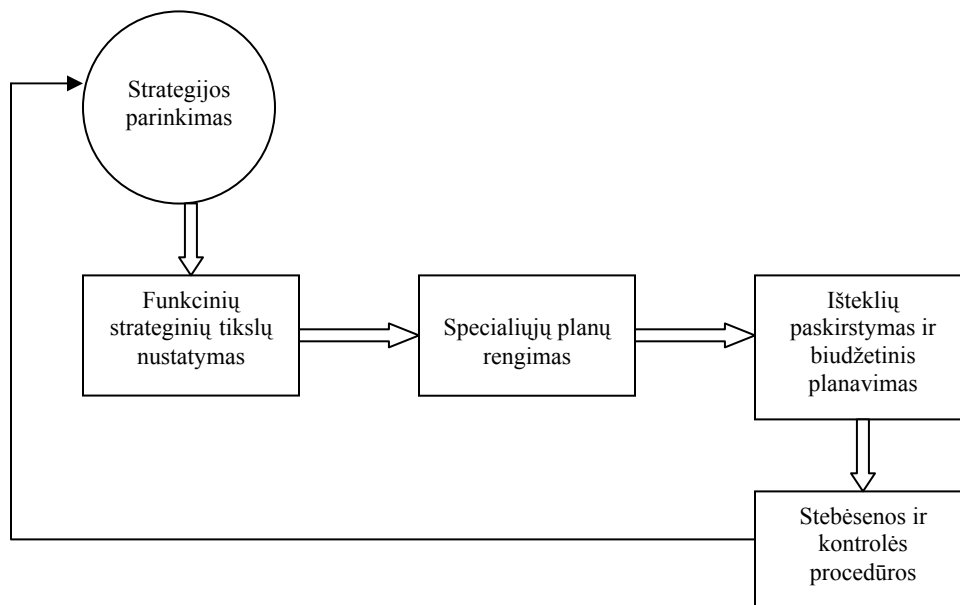 Strategijos
parinkimas
Funkcinių
strateginių tikslų
nustatymas
Specialiųjų planų
rengimas
Išteklių
paskirstymas ir
biudžetinis
planavimas
Stebėsenos ir
kontrolės
procedūros